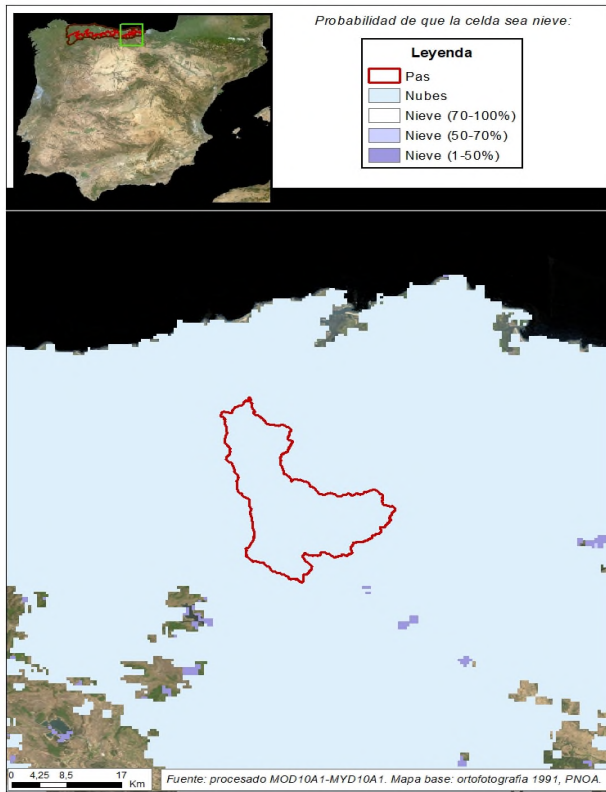 Probabilidad de que la celda sea nieve:
Leyenda
Pas
Nubes
Nieve (70-100%)
Nieve (50-70%)
Nieve (1-50%)
0 4,25 8,5 17
Km
Fuente: procesado MOD10A1-MYD10A1. Mapa base: ortofotografia 1991, PNOA.